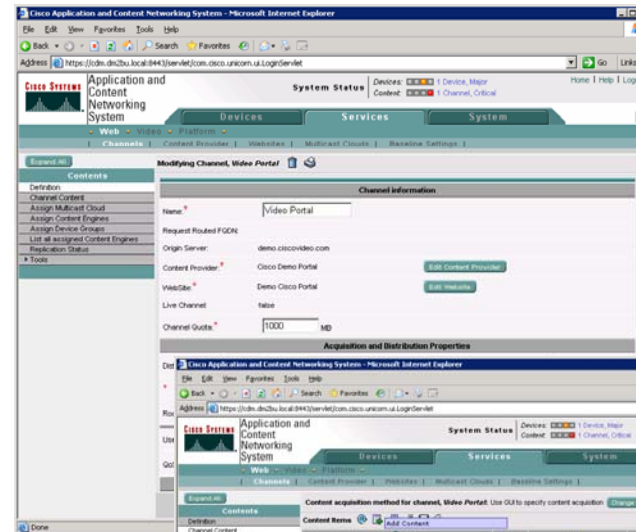 Cisco Application and Content Networking System - Microsoft Internet Explorer
File Edit View Favorites Tools Help
Back Search Favorites
Address https://cdm.dm2bu.local:8443/servlet/com.cisco.unicorn.ui.LoginServlet Go Links
CISCO SYSTEMS
Application and
Content
Networking
System
System Status
Devices: 1 Device, Major
Content: 1 Channel, Critical
Home | Help |
Devices Services System
Web Video Platform
| Channels | Content Provider | Websites | Multicast Clouds | Baseline Settings |
Expand All
Contents
Definition
Channel Content
Assign Multicast Cloud
Assign Content Engines
Assign Device Groups
List all assigned Content Engines
Replication Status
Tools
Modifying Channel, Video Portal
Channel information
Name:* Video Portal
Request Routed FQDN:
Origin Server: demo.ciscovideo.com
Content Provider:* Cisco Demo Portal Edit Content Provider
WebSite:* Demo Cisco Portal Edit Website
Live Channel: false
Channel Quota:* 1000
Acquisition and Distribution Properties
Cisco Application and Content Networking System - Microsoft Internet Explorer
File Edit View Favorites Tools Help
Back Search Favorites
Address https://cdm.dm2bu.local:8443/servlet/com.cisco.unicorn.ui.LoginServlet
CISCO SYSTEMS
Application and
Content
Networking
System
System Status
Devices: 1 Device, Major
Content: 1 Channel, Critical
Devices Services System
Web Video Platform
| Channels | Content Provider | Websites | Multicast Clouds | Baseline Settings |
Expand All
Contents
Definition
Channel Content
Content acquisition method for channel, Video Portal: Use GUI to specify content acquisition Change
Content Items
Add Content
Done